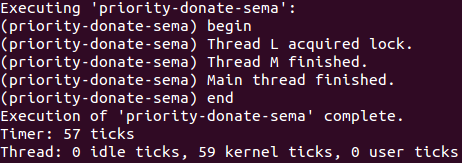 Executing 'priority-donate-sema':
(priority-donate-sema) begin
(priority-donate-sema) Thread L acquired lock.
(priority-donate-sema) Thread M finished.
(priority-donate-sema) Main thread finished.
(priority-donate-sema) end
Execution of 'priority-donate-sema' complete.
Timer: 57 ticks
Thread: 0 idle ticks, 59 kernel ticks, 0 user ticks